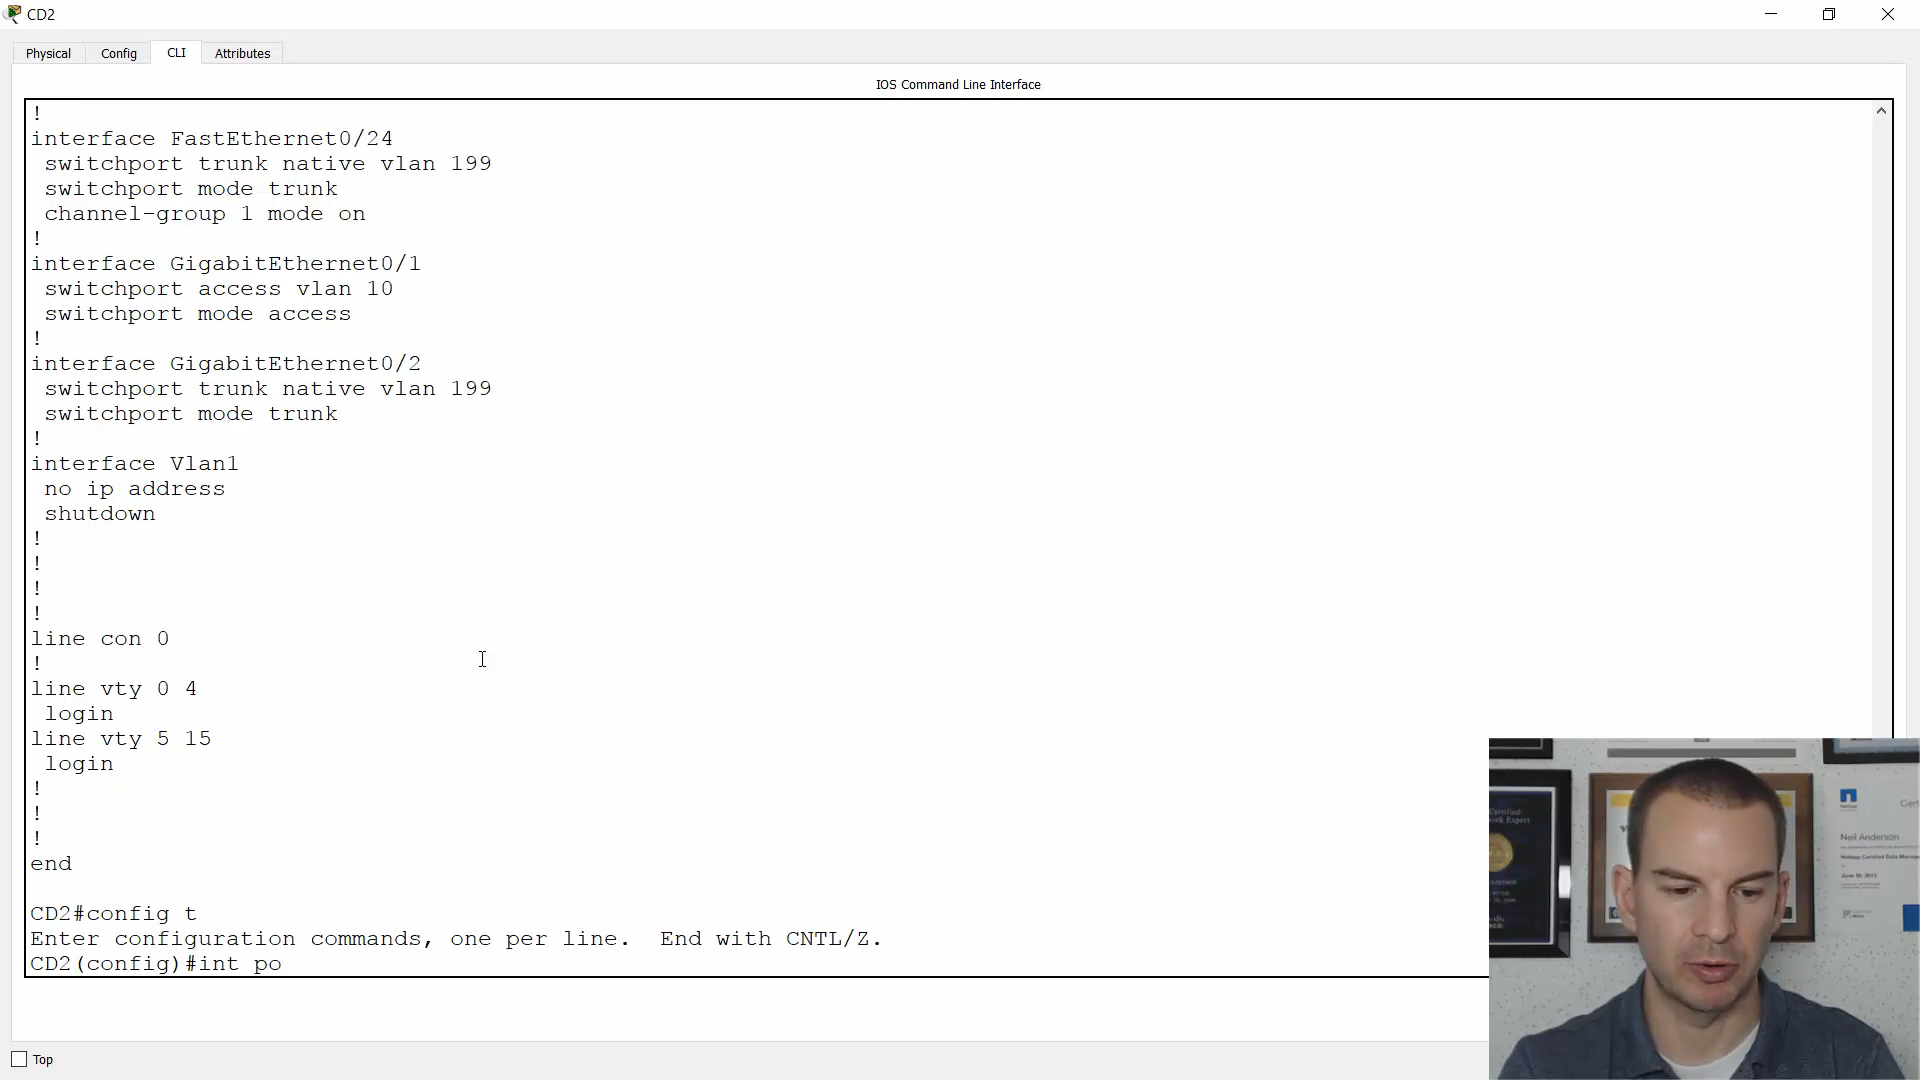 CD2
Physical
Config
CLI
Attributes
IOS Command Line Interface
!
interface FastEthernet0/24
switchport trunk native vlan 199
switchport mode trunk
channel-group 1 mode on
!
interface GigabitEthernet0/1
switchport access vlan 10
switchport mode access
!
interface GigabitEthernet0/2
switchport trunk native vlan 199
switchport mode trunk
!
interface Vlan1
no ip address
shutdown
!
!
!
!
line con 0
!
line vty 0 4
login
line vty 5 15
login
!
!
!
end
CD2#config t
Enter configuration commands, one per line.  End with CNTL/Z.
CD2(config)#int po
Top
Neil Anderson